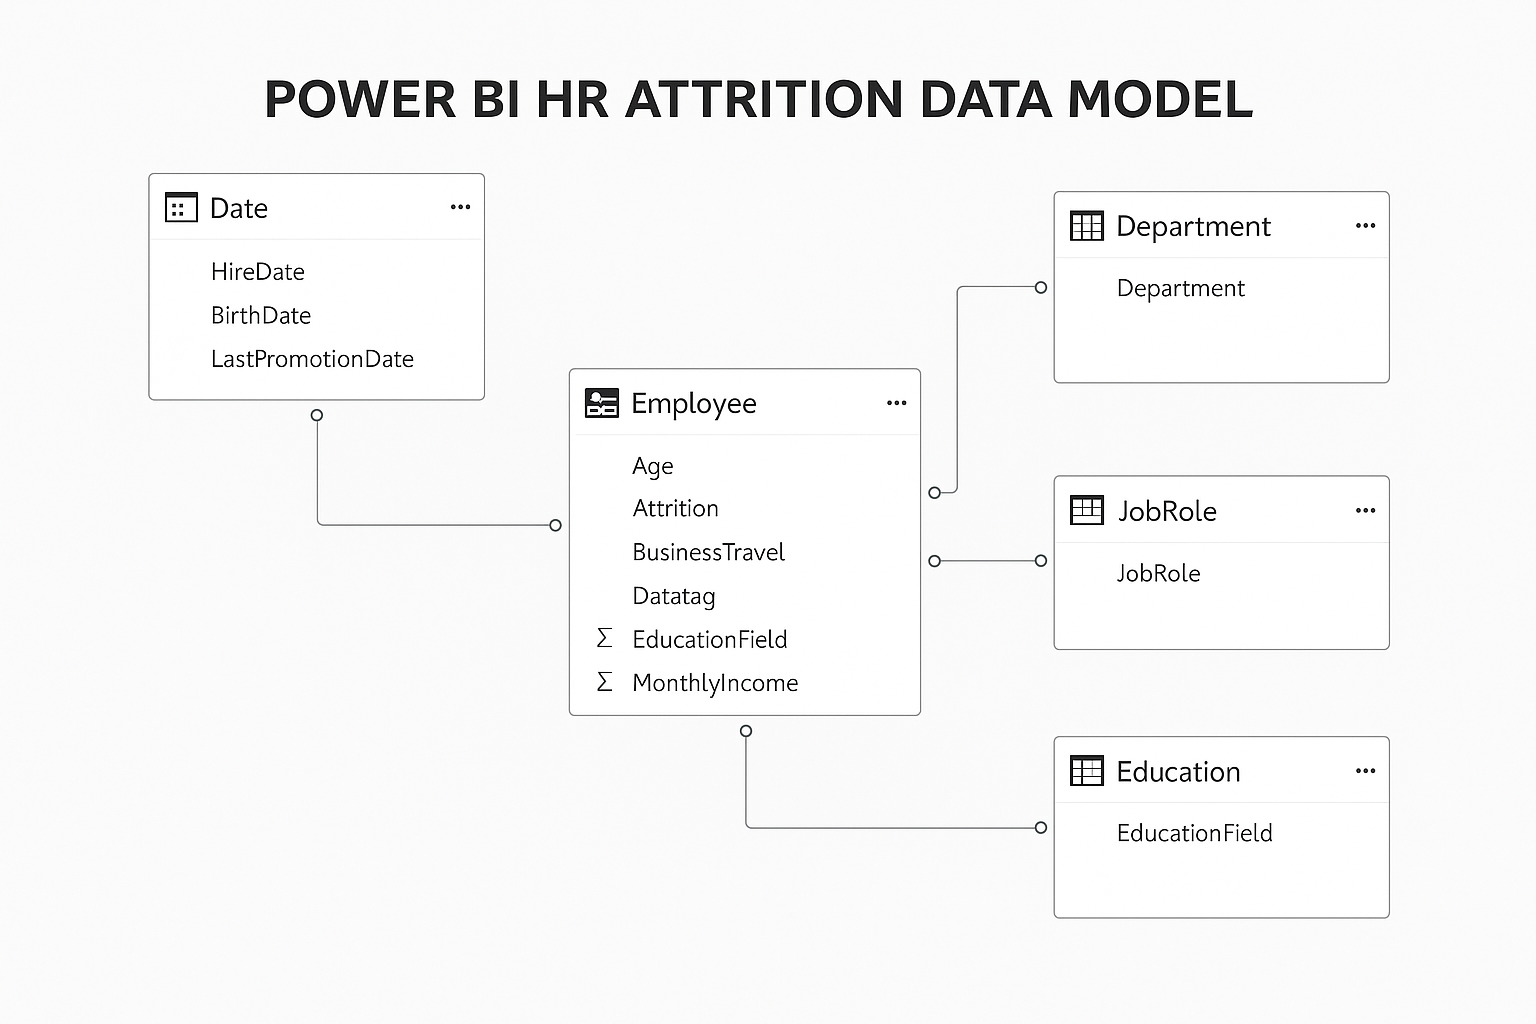 POWER BI HR ATTRITION DATA MODEL
Date
HireDate
BirthDate
LastPromotionDate
Employee
Age
Attrition
BusinessTravel
Datatag
Σ EducationField
Σ MonthlyIncome
Department
Department
JobRole
JobRole
Education
EducationField